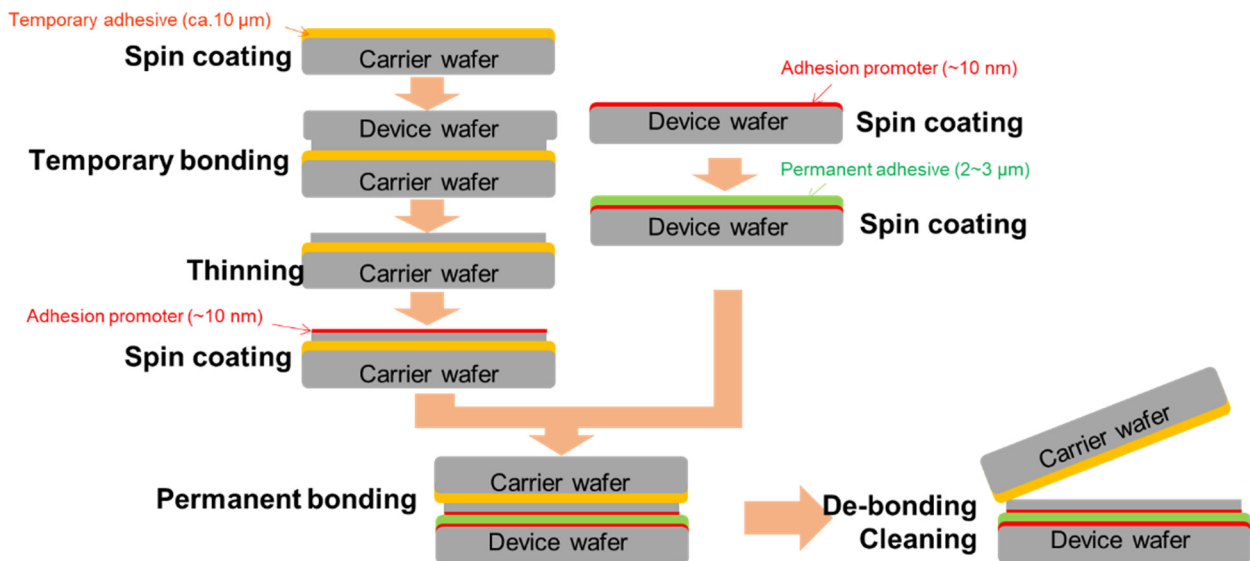 Temporary adhesive (ca.10 μm)
Spin coating
Carrier wafer
Device wafer
Temporary bonding
Carrier wafer
Thinning
Carrier wafer
Adhesion promoter (~10 nm)
Spin coating
Carrier wafer
Adhesion promoter (~10 nm)
Device wafer
Spin coating
Permanent adhesive (2~3 μm)
Device wafer
Spin coating
Permanent bonding
Carrier wafer
Device wafer
De-bonding
Cleaning
Carrier wafer
Device wafer